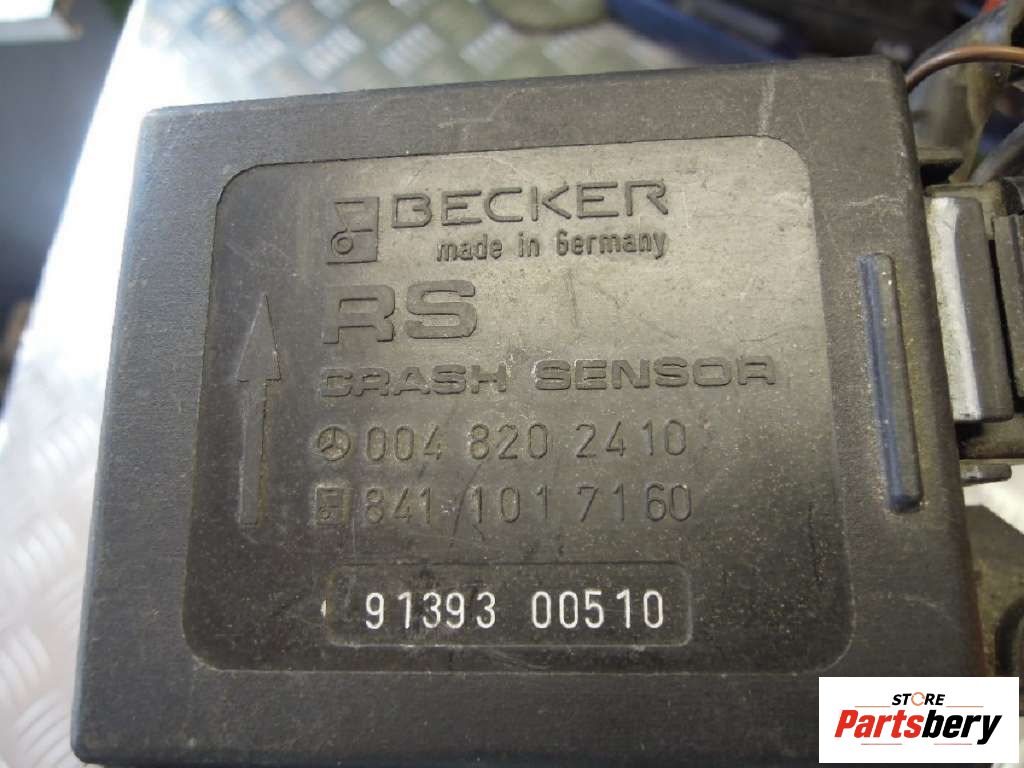 BECKER
made in Germany
RS
CRASH SENSOR
004 820 2410
841 101 7160
91393 00510
STORE
Partsbery